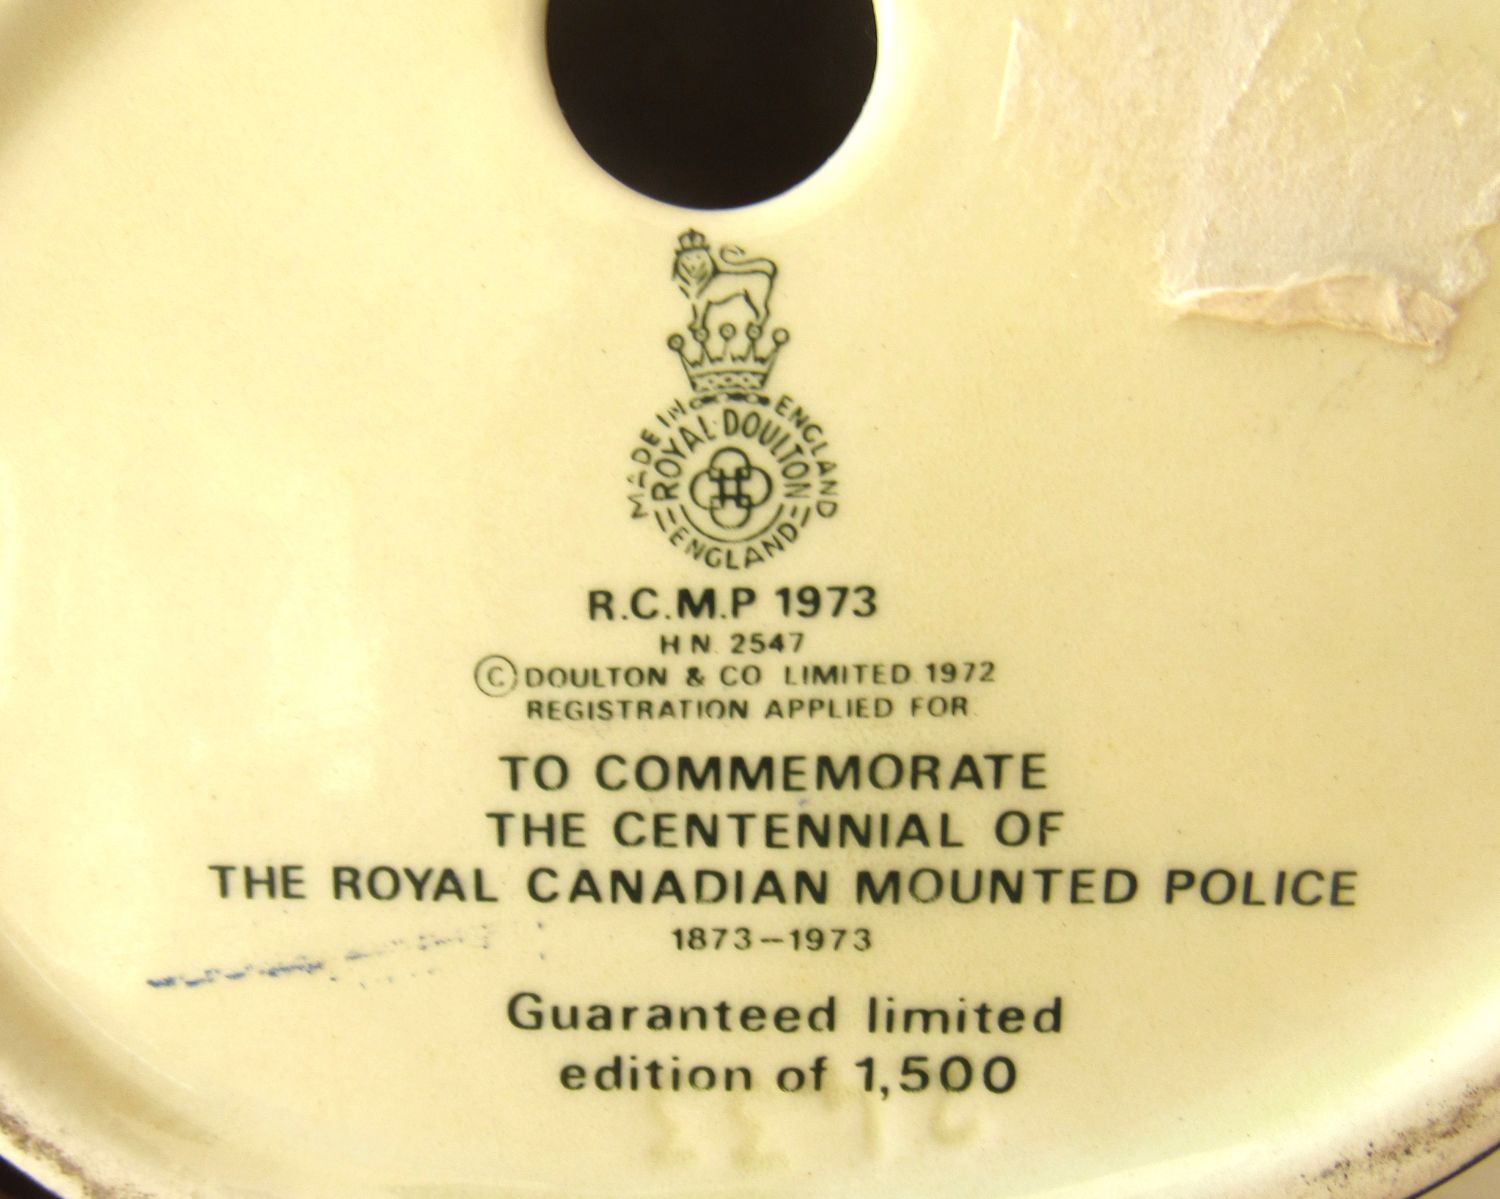 MADE IN ENGLAND
ROYAL DOULTON
ENGLAND
R.C.M.P 1973
HN. 2547
© DOULTON & CO LIMITED 1972
REGISTRATION APPLIED FOR.
TO COMMEMORATE
THE CENTENNIAL OF
THE ROYAL CANADIAN MOUNTED POLICE
1873–1973
Guaranteed limited
edition of 1,500